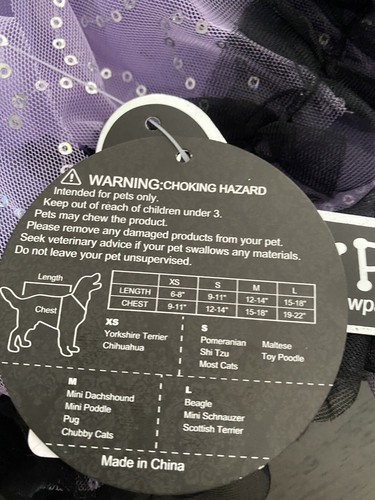 WARNING:CHOKING HAZARD
Intended for pets only.
Keep out of reach of children under 3.
Pets may chew the product.
Please remove any damaged products from your pet.
Seek veterinary advice if your pet swallows any materials.
Do not leave your pet unsupervised.
Length
Chest
XS S M L
LENGTH 6-8" 9-11" 12-14" 15-18"
CHEST 9-11" 12-14" 15-18" 19-22"
XS
Yorkshire Terrier
Chihuahua
S
Pomeranian Maltese
Shi Tzu Toy Poodle
Most Cats
M
Mini Dachshound
Mini Poddle
Pug
Chubby Cats
L
Beagle
Mini Schnauzer
Scottish Terrier
Made in China